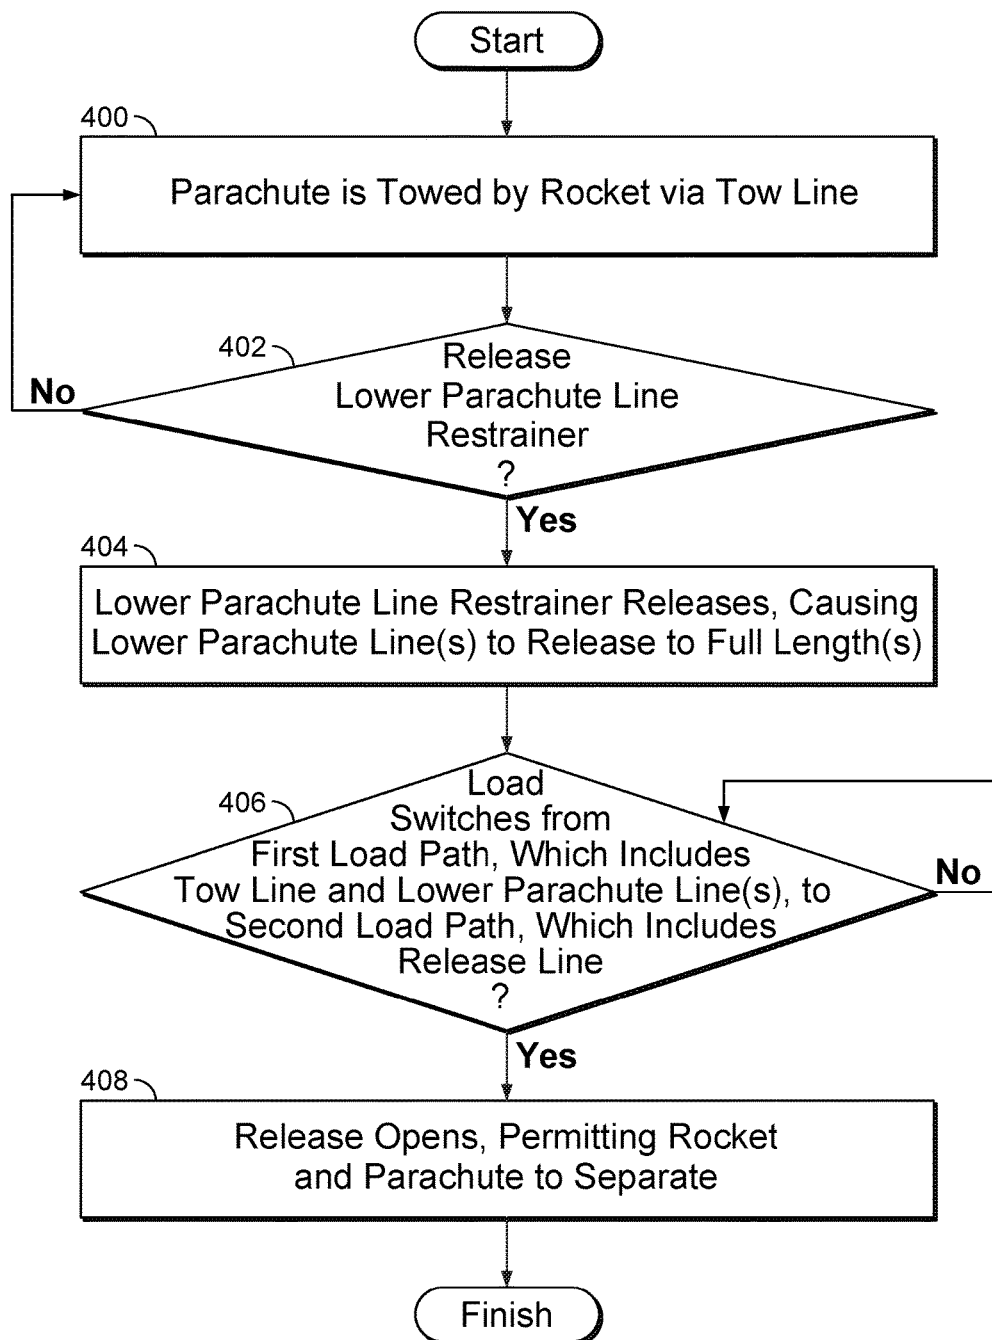 Start
400
Parachute is Towed by Rocket via Tow Line
402
Release
Lower Parachute Line
Restrainer
?
No
Yes
404
Lower Parachute Line Restrainer Releases, Causing
Lower Parachute Line(s) to Release to Full Length(s)
406
Load
Switches from
First Load Path, Which Includes
Tow Line and Lower Parachute Line(s), to
Second Load Path, Which Includes
Release Line
?
No
Yes
408
Release Opens, Permitting Rocket
and Parachute to Separate
Finish